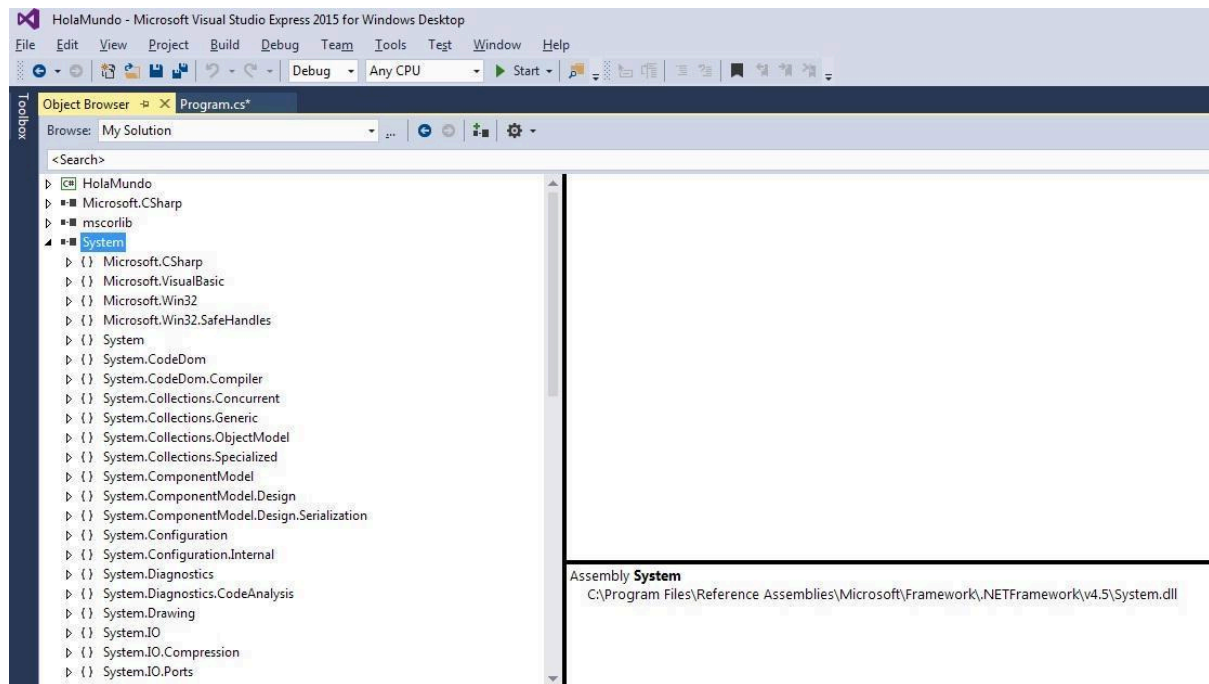 HolaMundo - Microsoft Visual Studio Express 2015 for Windows Desktop
File Edit View Project Build Debug Team Tools Test Window Help
Debug Any CPU Start
Toolbox
Object Browser Program.cs*
Browse: My Solution ...
<Search>
C# HolaMundo
Microsoft.CSharp
mscorlib
System
{} Microsoft.CSharp
{} Microsoft.VisualBasic
{} Microsoft.Win32
{} Microsoft.Win32.SafeHandles
{} System
{} System.CodeDom
{} System.CodeDom.Compiler
{} System.Collections.Concurrent
{} System.Collections.Generic
{} System.Collections.ObjectModel
{} System.Collections.Specialized
{} System.ComponentModel
{} System.ComponentModel.Design
{} System.ComponentModel.Design.Serialization
{} System.Configuration
{} System.Configuration.Internal
{} System.Diagnostics
{} System.Diagnostics.CodeAnalysis
{} System.Drawing
{} System.IO
{} System.IO.Compression
{} System.IO.Ports
Assembly System
C:\Program Files\Reference Assemblies\Microsoft\Framework\.NETFramework\v4.5\System.dll